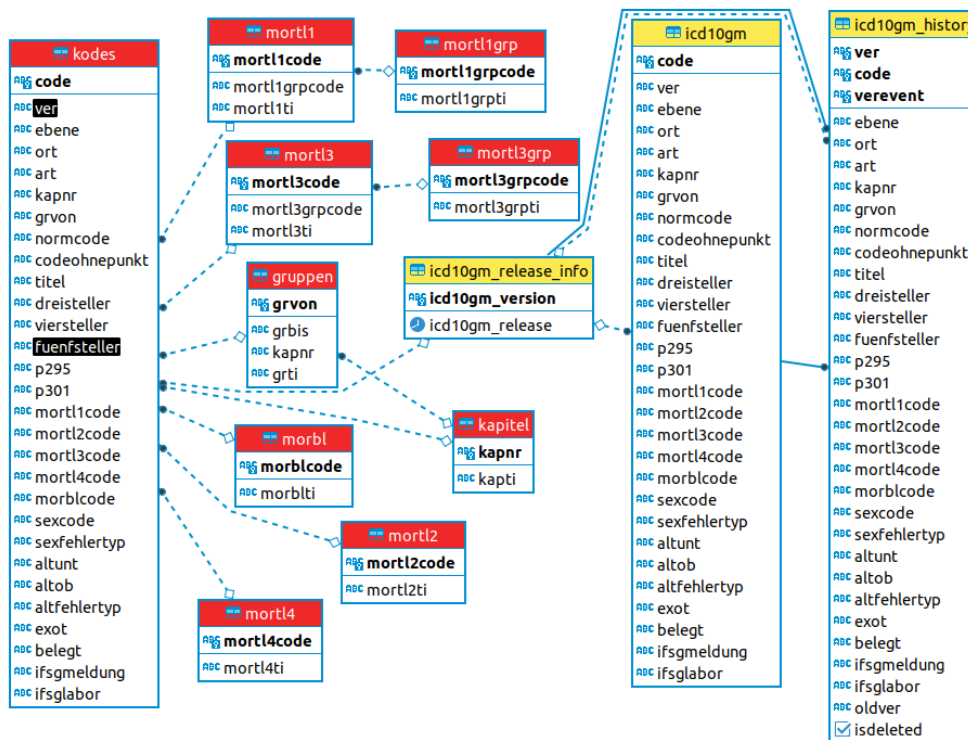 kodes
code
ver
ebene
ort
art
kapnr
grvon
normcode
codeohnepunkt
titel
dreisteller
viersteller
fuenfsteller
p295
p301
mortl1code
mortl2code
mortl3code
mortl4code
morblcode
sexcode
sexfehlertyp
altunt
altob
altfehlertyp
exot
belegt
ifsgmeldung
ifsglabor
mortl1
mortl1code
mortl1grpcode
mortl1ti
mortl1grp
mortl1grpcode
mortl1grpti
mortl3
mortl3code
mortl3grpcode
mortl3ti
mortl3grp
mortl3grpcode
mortl3grpti
gruppen
grvon
grbis
kapnr
grti
icd10gm_release_info
icd10gm_version
icd10gm_release
kapitel
kapnr
kapti
morbl
morblcode
morblti
mortl2
mortl2code
mortl2ti
mortl4
mortl4code
mortl4ti
icd10gm
code
ver
ebene
ort
art
kapnr
grvon
normcode
codeohnepunkt
titel
dreisteller
viersteller
fuenfsteller
p295
p301
mortl1code
mortl2code
mortl3code
mortl4code
morblcode
sexcode
sexfehlertyp
altunt
altob
altfehlertyp
exot
belegt
ifsgmeldung
ifsglabor
icd10gm_history
ver
code
verevent
ebene
ort
art
kapnr
grvon
normcode
codeohnepunkt
titel
dreisteller
viersteller
fuenfsteller
p295
p301
mortl1code
mortl2code
mortl3code
mortl4code
morblcode
sexcode
sexfehlertyp
altunt
altob
altfehlertyp
exot
belegt
ifsgmeldung
ifsglabor
oldver
isdeleted